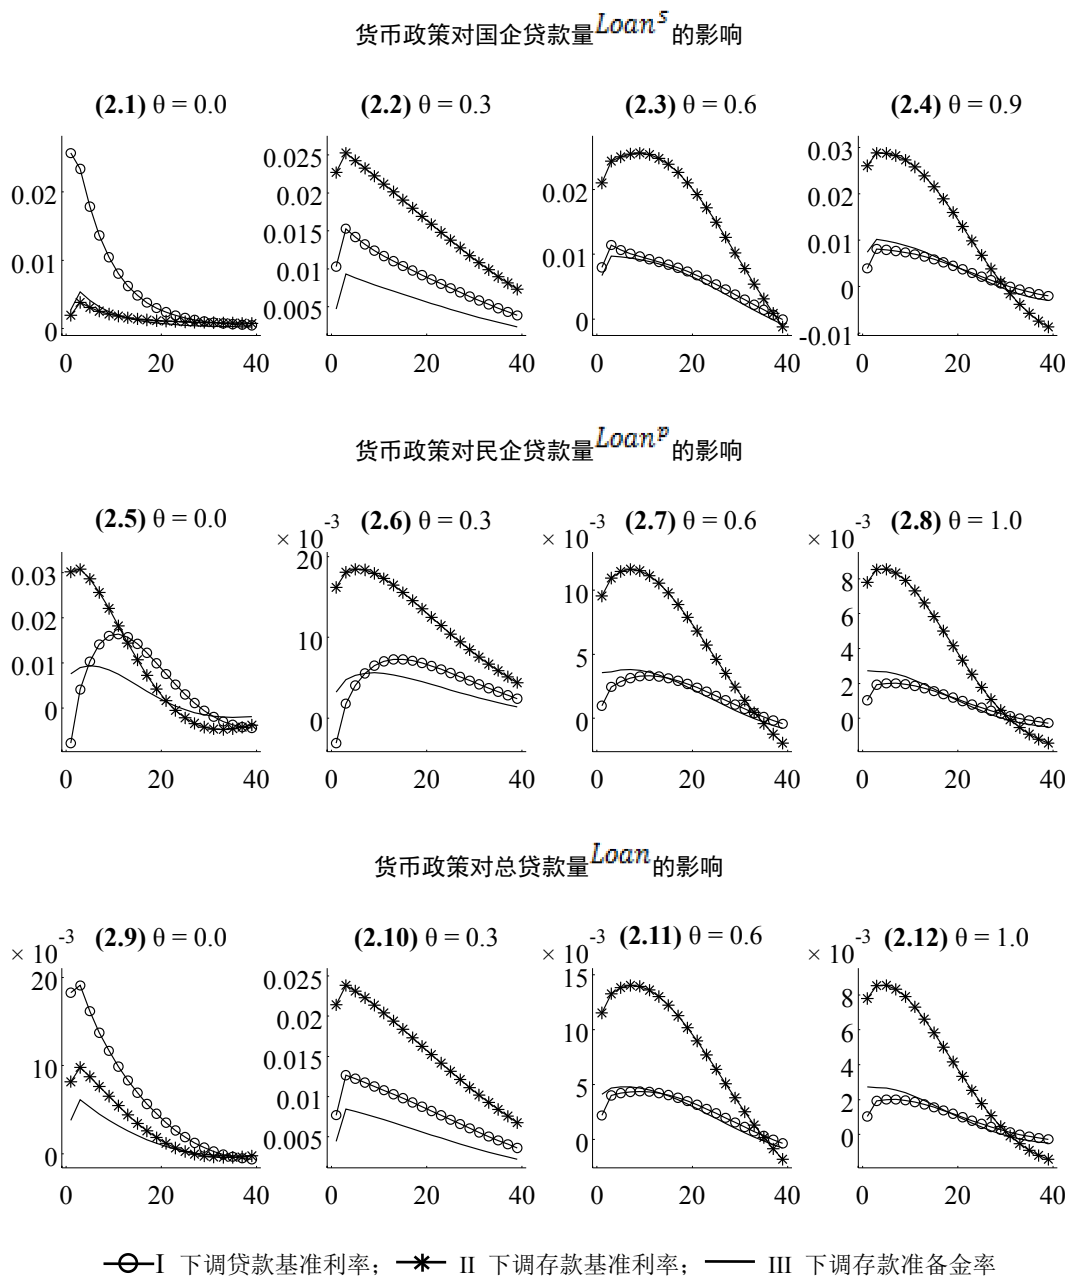 货币政策对国企贷款量Loan^s的影响
(2.1) θ = 0.0
(2.2) θ = 0.3
(2.3) θ = 0.6
(2.4) θ = 0.9
0.02
0.01
0
0 20 40
0.025
0.02
0.015
0.01
0.005
0 20 40
0.02
0.01
0
0 20 40
0.03
0.02
0.01
0
-0.01
0 20 40
货币政策对民企贷款量Loan^p的影响
(2.5) θ = 0.0
× 10^-3 (2.6) θ = 0.3
× 10^-3 (2.7) θ = 0.6
× 10^-3 (2.8) θ = 1.0
0.03
0.02
0.01
0
0 20 40
20
10
0
0 20 40
10
5
0
0 20 40
8
6
4
2
0
0 20 40
货币政策对总贷款量Loan的影响
× 10^-3 (2.9) θ = 0.0
(2.10) θ = 0.3
× 10^-3 (2.11) θ = 0.6
× 10^-3 (2.12) θ = 1.0
20
10
0
0 20 40
0.025
0.02
0.015
0.01
0.005
0 20 40
15
10
5
0
0 20 40
8
6
4
2
0
0 20 40
I 下调贷款基准利率; II 下调存款基准利率; III 下调存款准备金率